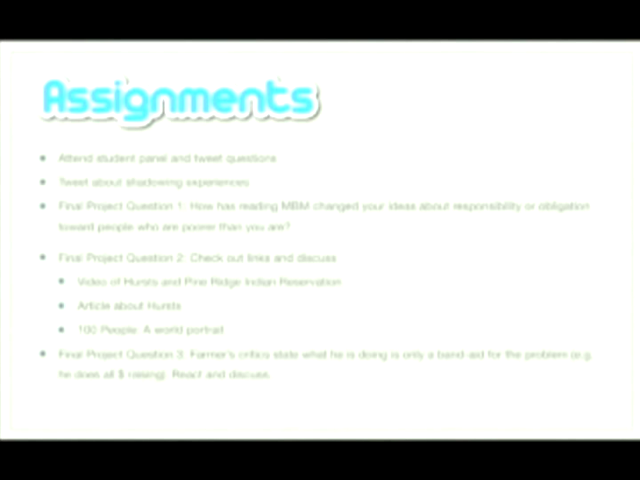 Assignments
Attend student panel and tweet questions
Tweet about shadowing experiences
Final Project Question 1: How has reading MBM changed your ideas about responsibility or obligation
toward people who are poorer than you are?
Final Project Question 2: Check out links and discuss
Video of Hursts and Pine Ridge Indian Reservation
Article about Hursts
100 People: A world portrait
Final Project Question 3: Farmer's critics state what he is doing is only a band-aid for the problem (e.g.
he does all $ raising). React and discuss.